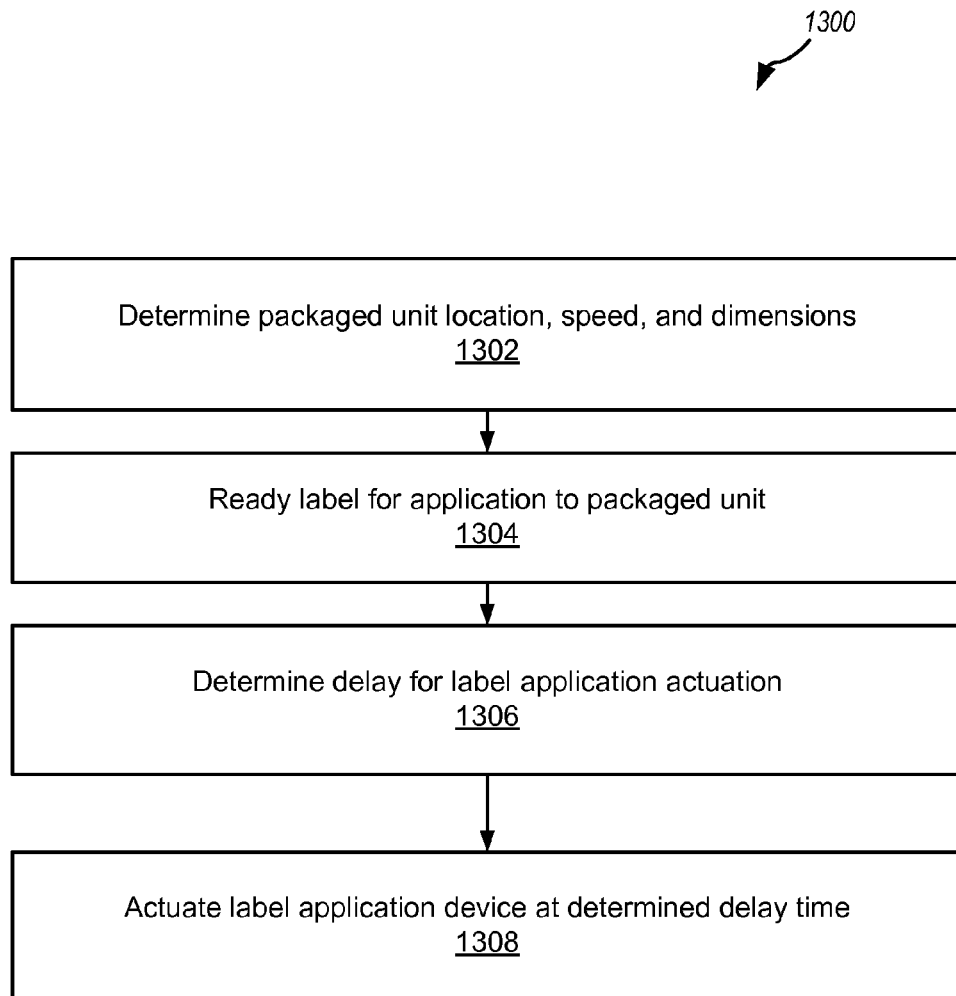 1300
Determine packaged unit location, speed, and dimensions
1302
Ready label for application to packaged unit
1304
Determine delay for label application actuation
1306
Actuate label application device at determined delay time
1308